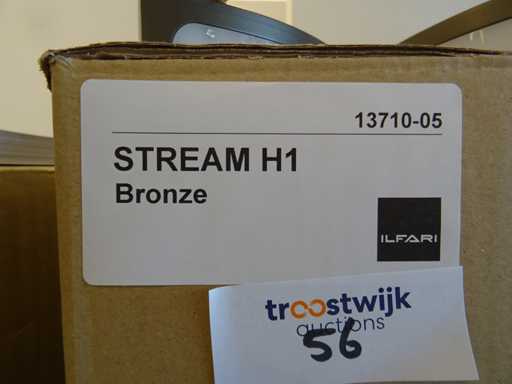 13710-05
STREAM H1
Bronze
ILFARI
troostwijk
auctions
56